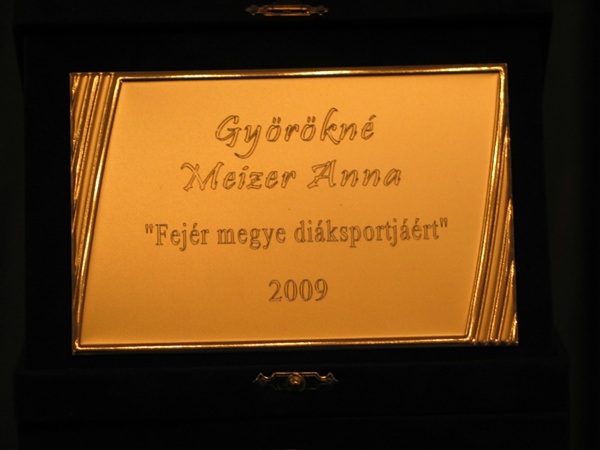 Györökné
Meizer Anna
"Fejér megye diáksportjáért"
2009